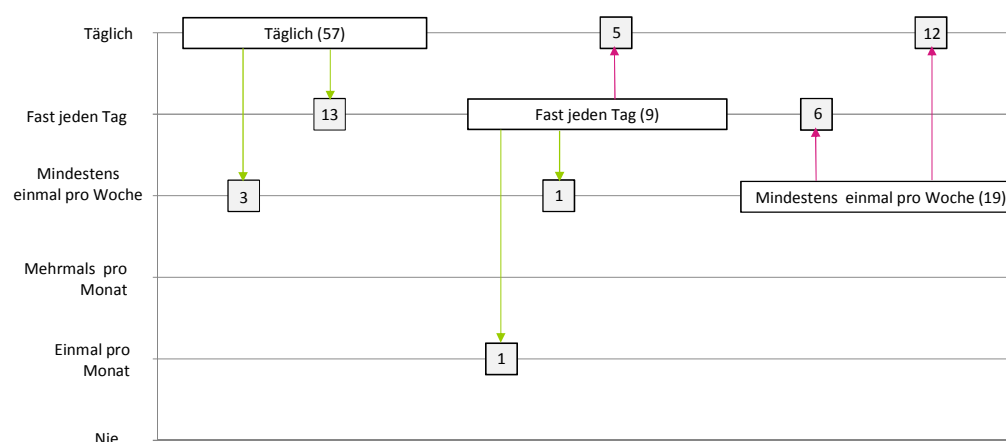 Täglich
Täglich (57)
5
12
Fast jeden Tag
13
Fast jeden Tag (9)
6
Mindestens
einmal pro Woche
3
1
Mindestens einmal pro Woche (19)
Mehrmals pro
Monat
Einmal pro
Monat
1
Nie